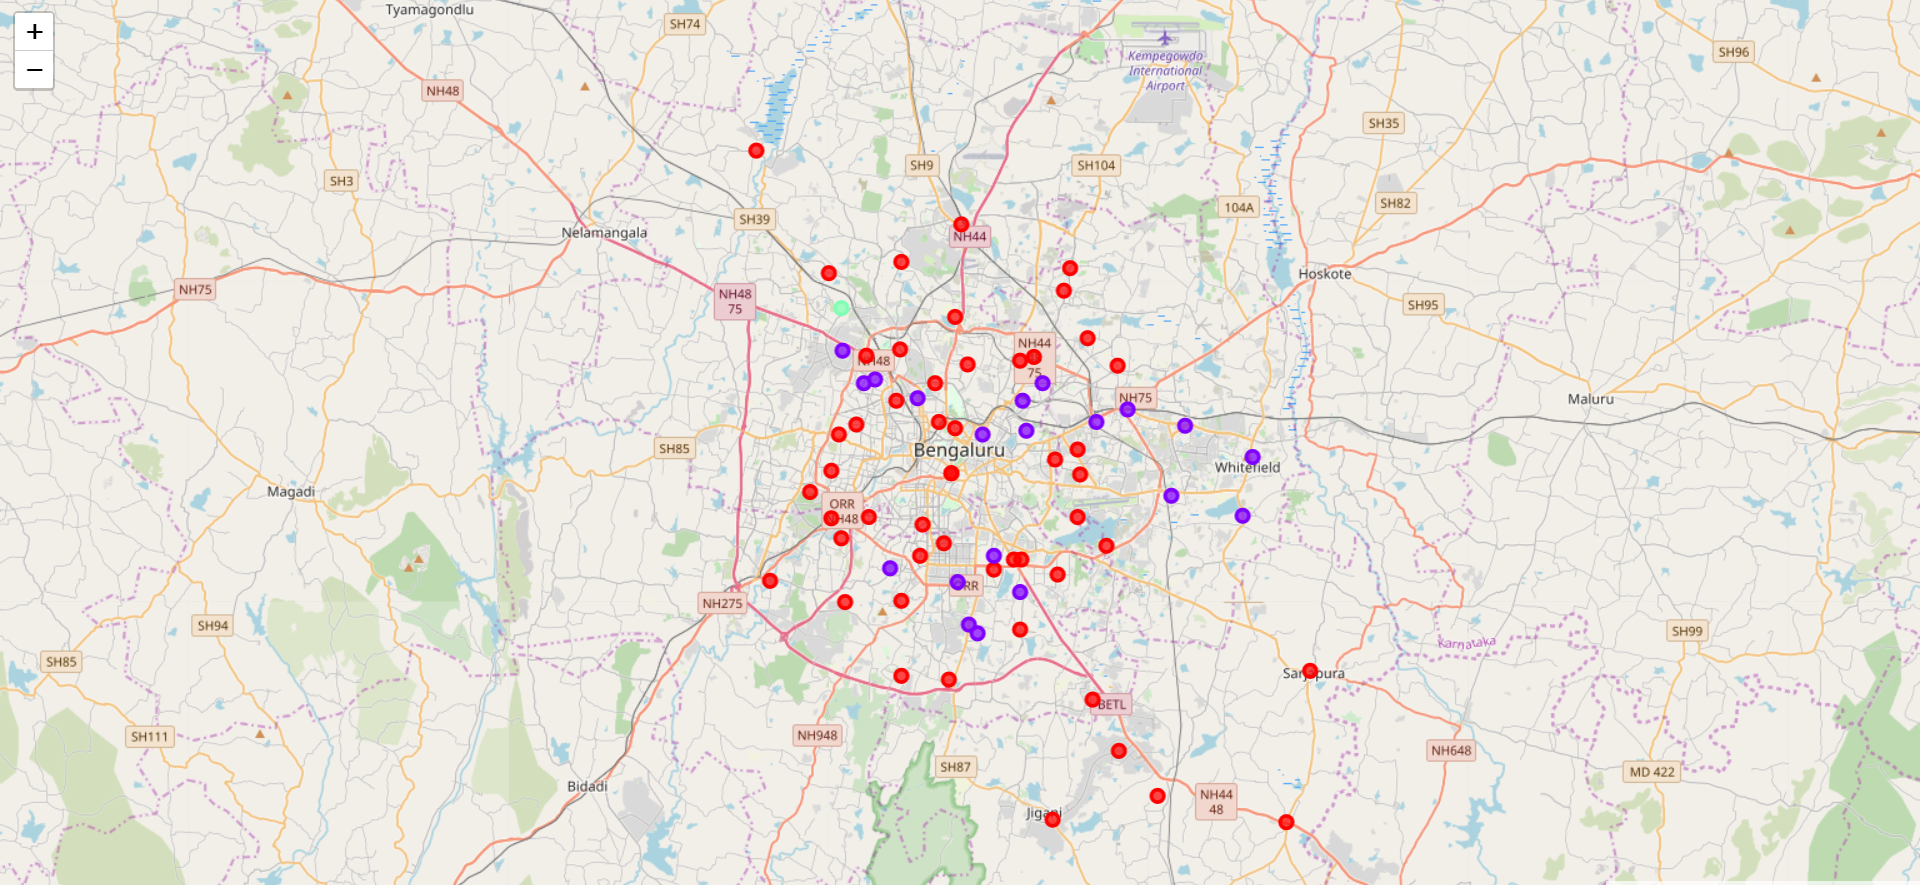 +
−
Tyamagondlu
SH74
SH96
Kempegowda
International
Airport
NH48
SH35
SH9
SH104
SH3
SH82
104A
SH39
Nelamangala
NH44
Hoskote
NH75
NH48
75
SH95
NH44
75
NH48
NH75
Maluru
SH85
Bengaluru
Whitefield
Magadi
ORR
NH48
NH275
ORR
SH94
SH99
Karnataka
SH85
Sarjapura
BETL
SH111
NH948
NH648
SH87
MD 422
Bidadi
NH44
48
Jigani